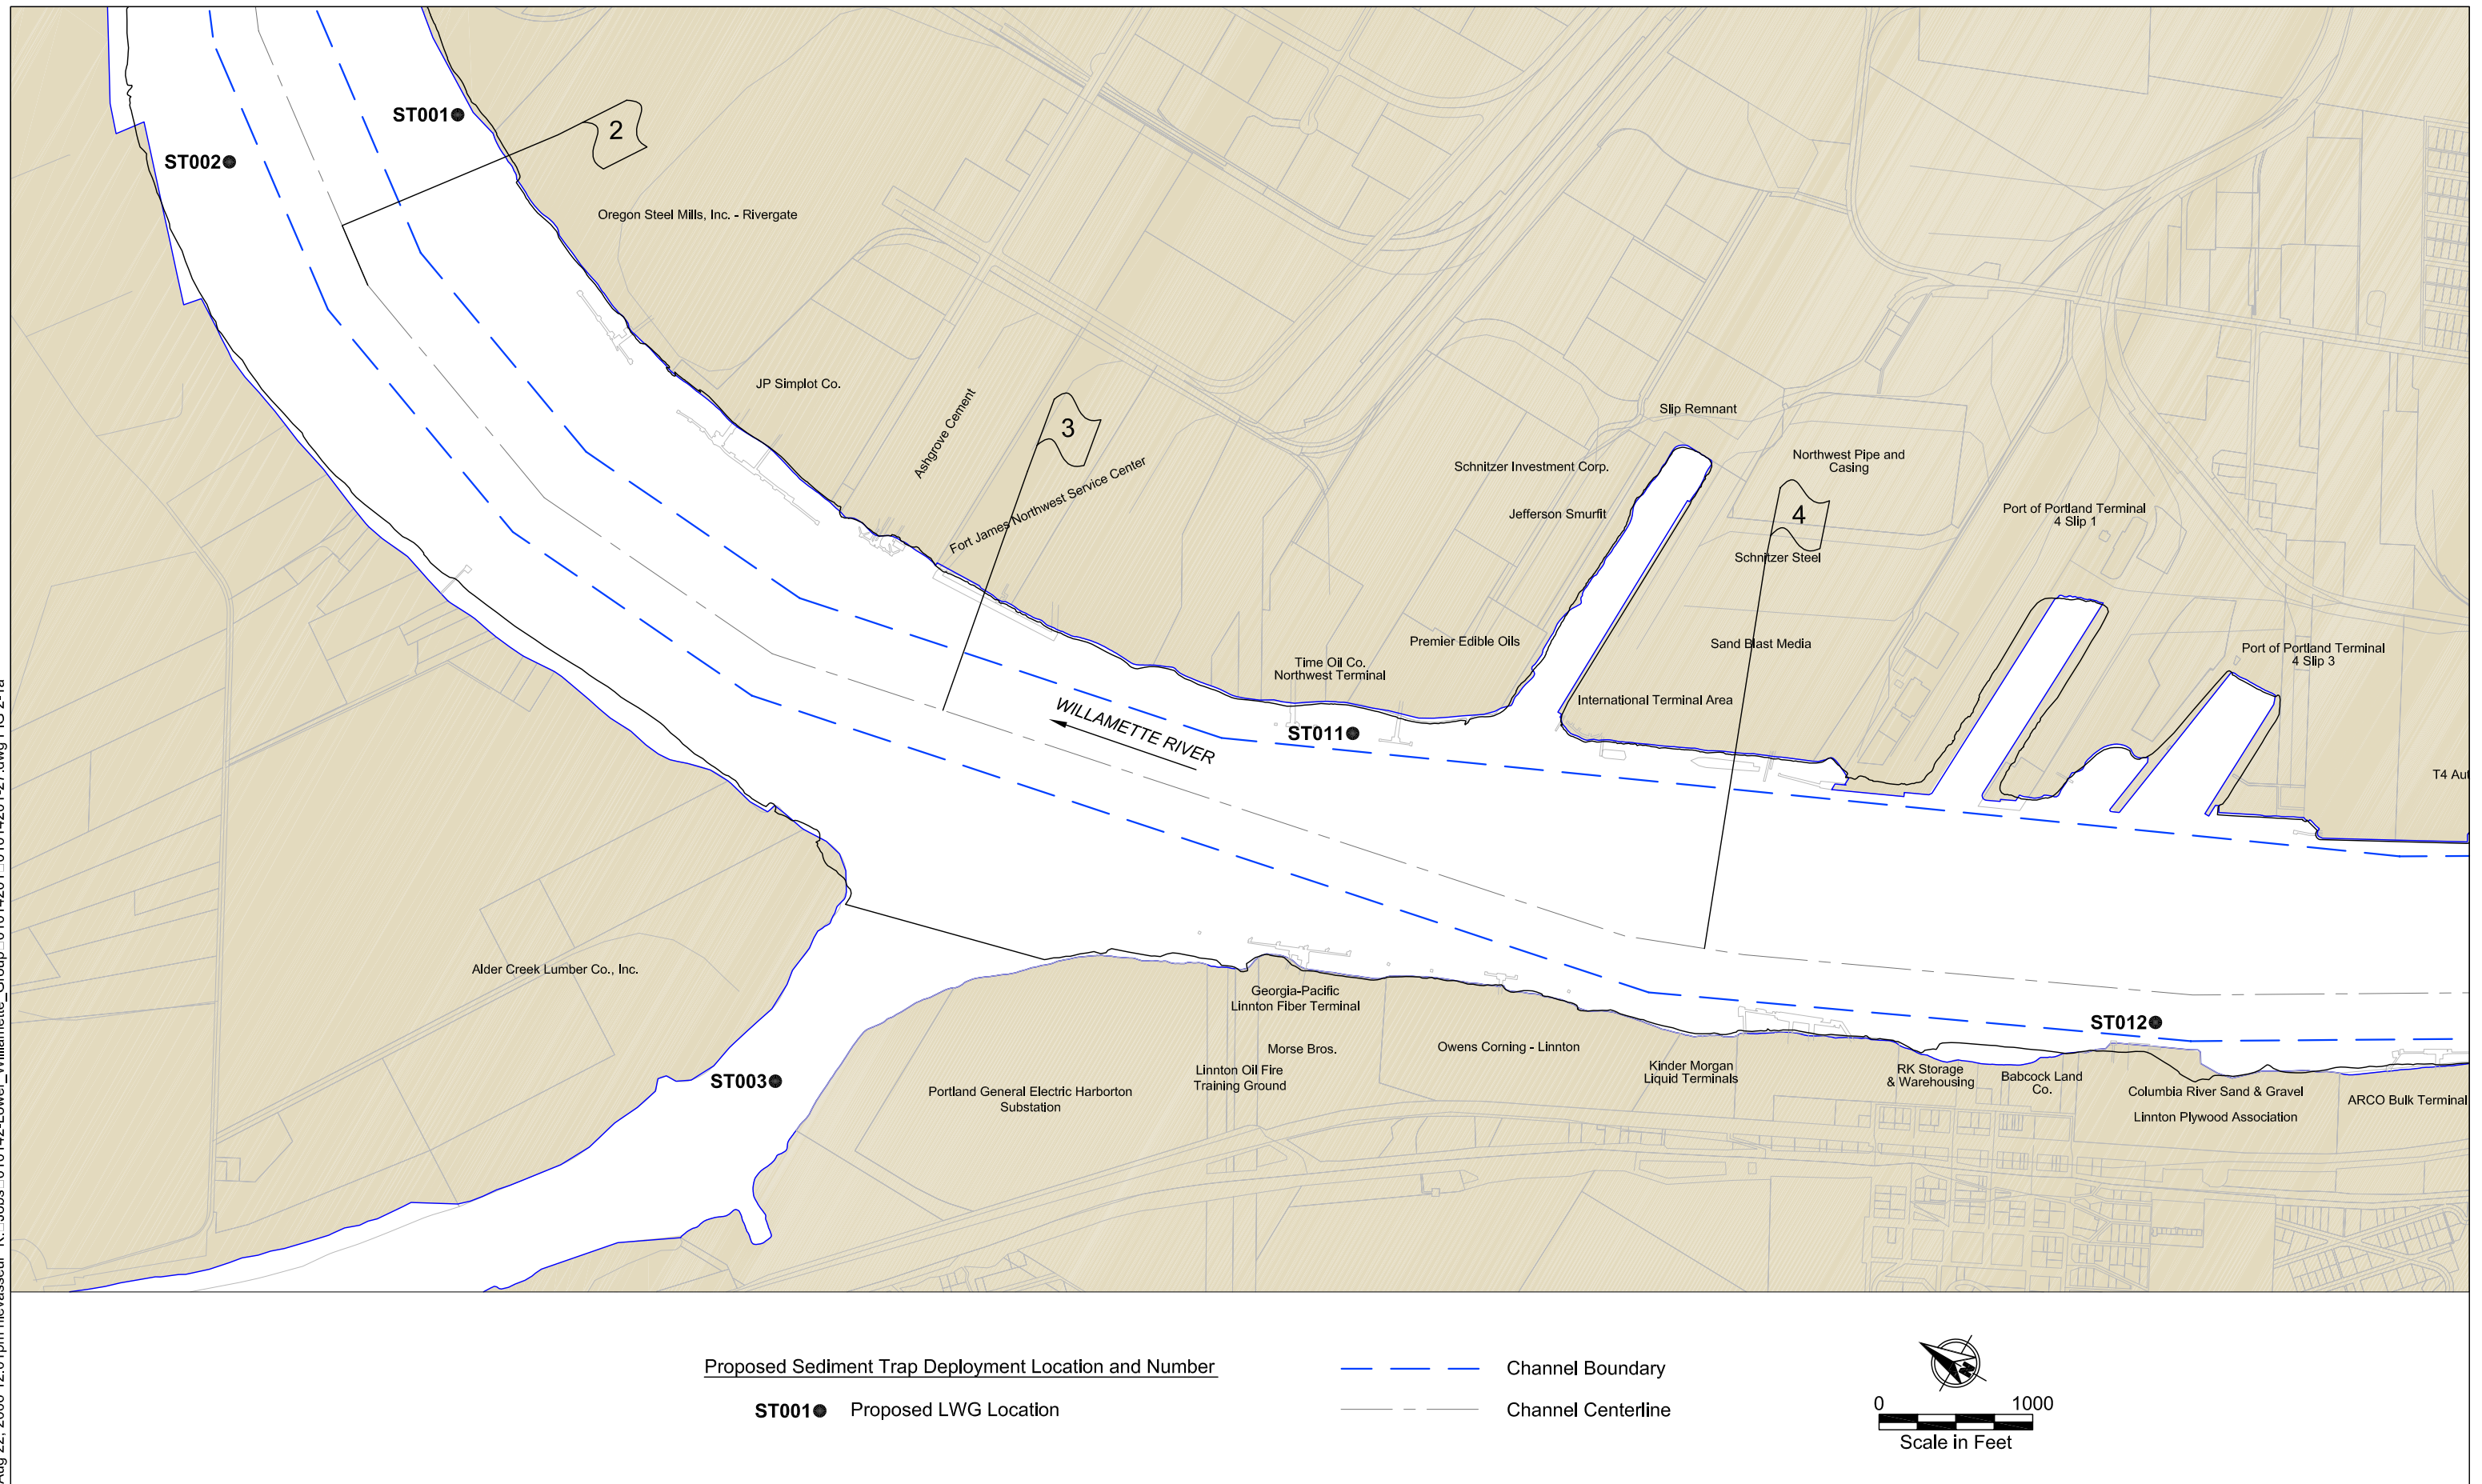 ST001
2
ST002
Oregon Steel Mills, Inc. - Rivergate
JP Simplot Co.
Ashgrove Cement
3
Fort James Northwest Service Center
Slip Remnant
Schnitzer Investment Corp.
Northwest Pipe and
Casing
Jefferson Smurfit
4
Port of Portland Terminal
4 Slip 1
Schnitzer Steel
Premier Edible Oils
Sand Blast Media
Port of Portland Terminal
4 Slip 3
Time Oil Co.
Northwest Terminal
International Terminal Area
WILLAMETTE RIVER
ST011
T4 Au
Alder Creek Lumber Co., Inc.
Georgia-Pacific
Linnton Fiber Terminal
ST012
Morse Bros.
Owens Corning - Linnton
Linnton Oil Fire
Training Ground
Kinder Morgan
Liquid Terminals
RK Storage
& Warehousing
Babcock Land
Co.
ST003
Portland General Electric Harborton
Substation
Columbia River Sand & Gravel
Linnton Plywood Association
ARCO Bulk Terminal
Proposed Sediment Trap Deployment Location and Number
ST001 Proposed LWG Location
Channel Boundary
Channel Centerline
N
0 1000
Scale in Feet